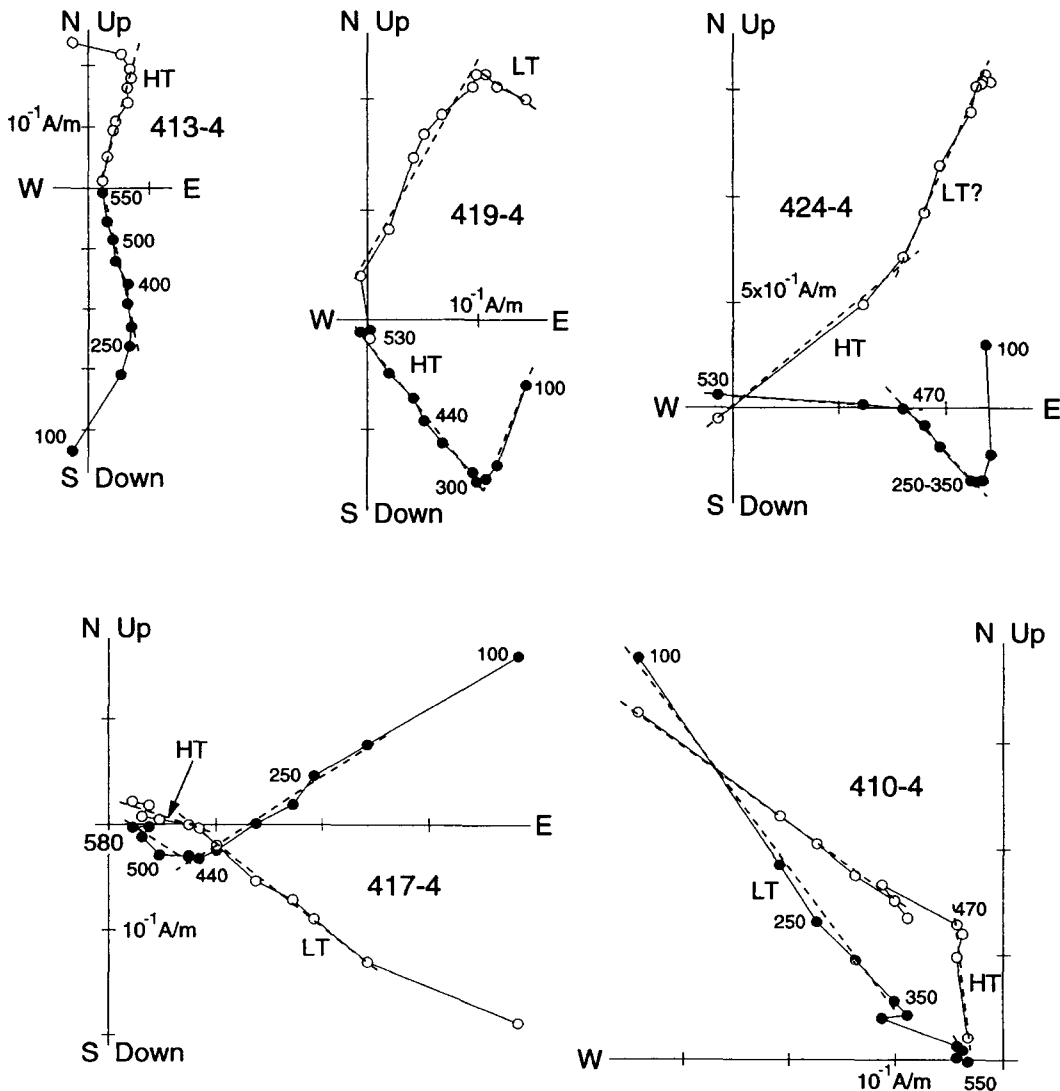 N Up
HT
10⁻¹A/m
413-4
W E
550
500
400
250
100
S Down
N Up
LT
419-4
10⁻¹A/m
W E
530
HT
100
440
300
S Down
N Up
LT?
424-4
5x10⁻¹A/m
HT
100
530
470
W E
250-350
S Down
N Up
100
HT
250
E
580
500
440
417-4
10⁻¹A/m
LT
S Down
N Up
100
410-4
LT
470
250
HT
350
W
10⁻¹A/m
550